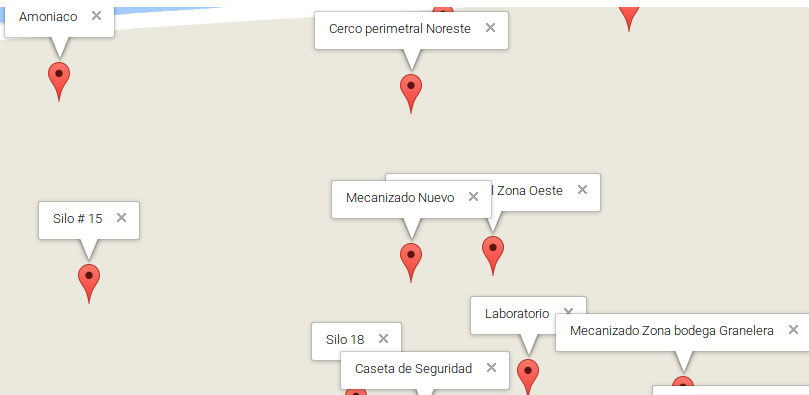 Amoniaco
Cerco perimetral Noreste
Mecanizado Nuevo
Zona Oeste
Silo # 15
Laboratorio
Mecanizado Zona bodega Granelera
Silo 18
Caseta de Seguridad